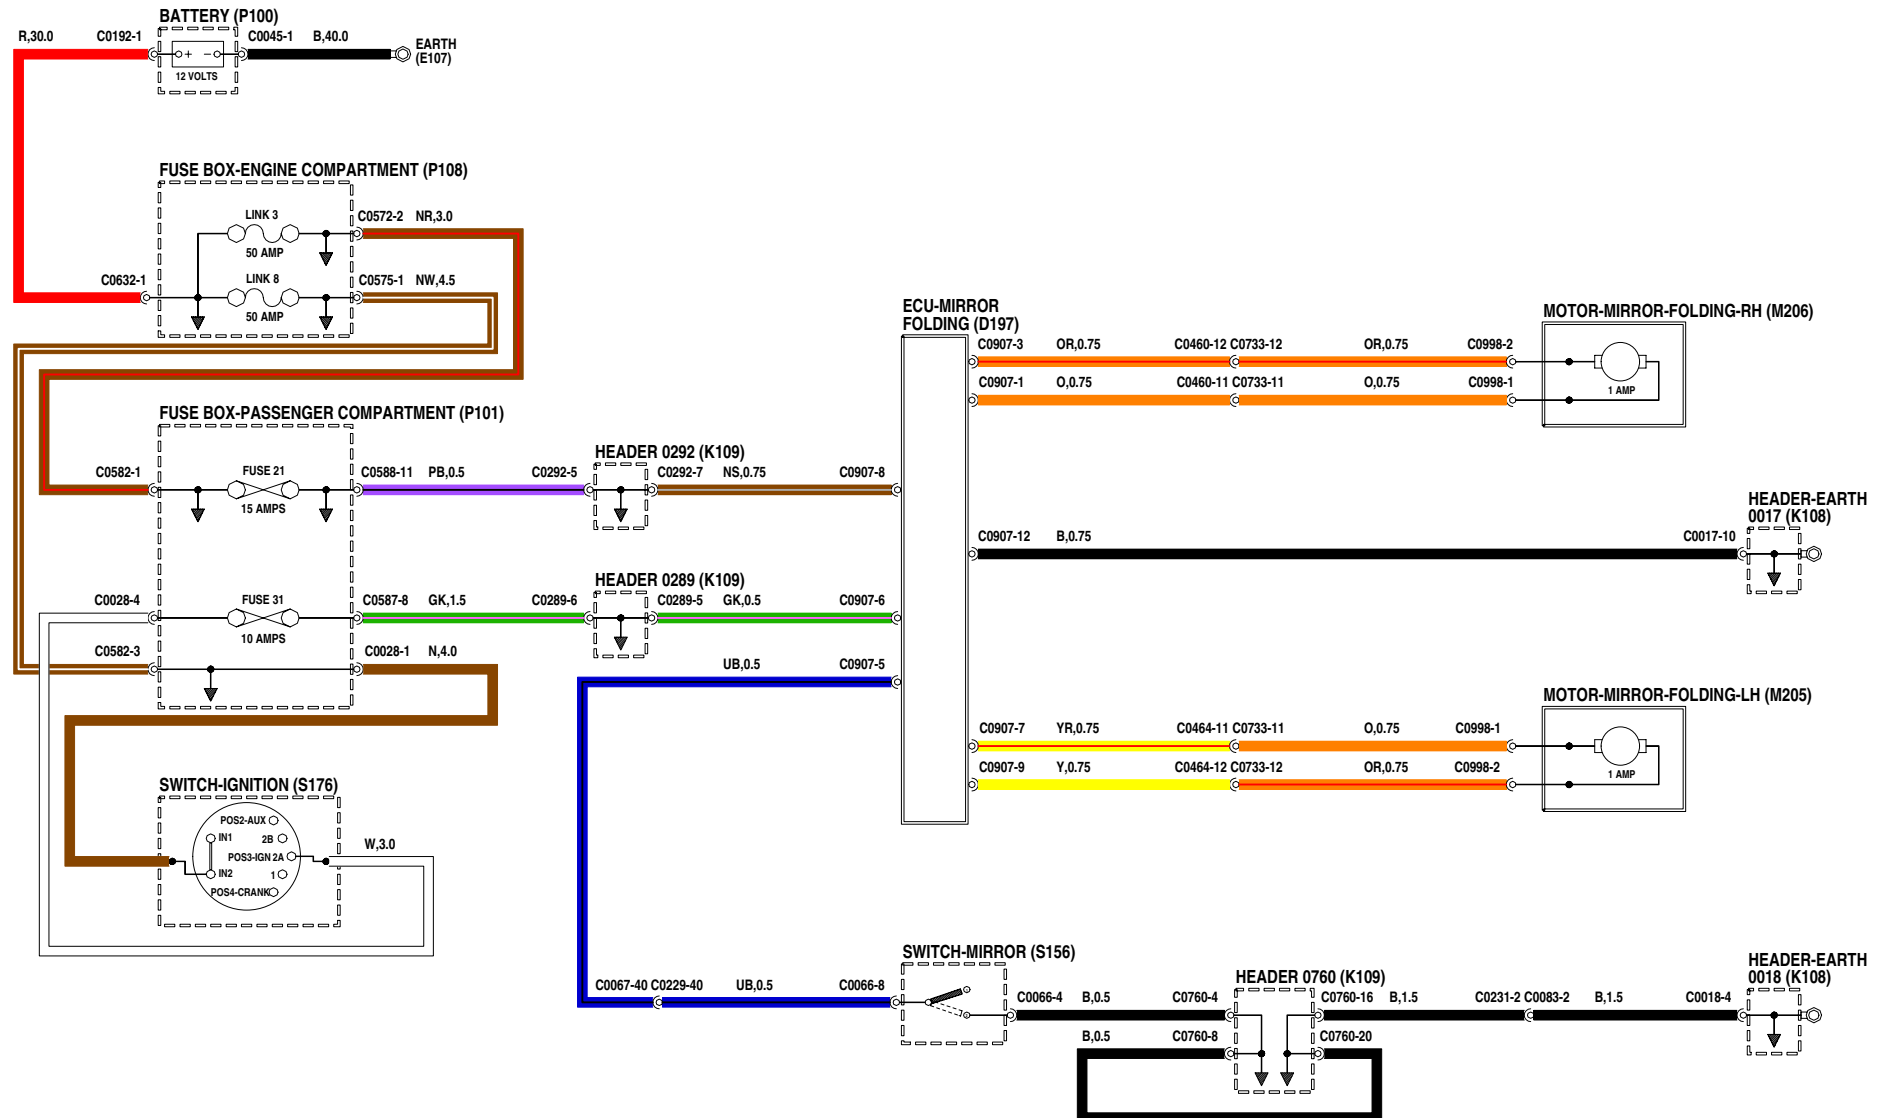 BATTERY (P100)
R,30.0
C0192-1
C0045-1
B,40.0
EARTH
(E107)
+
-
12 VOLTS
FUSE BOX-ENGINE COMPARTMENT (P108)
LINK 3
50 AMP
C0572-2
NR,3.0
C0632-1
LINK 8
50 AMP
C0575-1
NW,4.5
ECU-MIRROR
FOLDING (D197)
MOTOR-MIRROR-FOLDING-RH (M206)
C0907-3
OR,0.75
C0460-12 C0733-12
OR,0.75
C0998-2
C0907-1
O,0.75
C0460-11 C0733-11
O,0.75
C0998-1
1 AMP
FUSE BOX-PASSENGER COMPARTMENT (P101)
C0582-1
FUSE 21
15 AMPS
C0588-11
PB,0.5
C0292-5
HEADER 0292 (K109)
C0292-7
NS,0.75
C0907-8
HEADER-EARTH
0017 (K108)
C0907-12
B,0.75
C0017-10
C0028-4
FUSE 31
10 AMPS
C0587-8
GK,1.5
C0289-6
HEADER 0289 (K109)
C0289-5
GK,0.5
C0907-6
C0582-3
C0028-1
N,4.0
UB,0.5
C0907-5
MOTOR-MIRROR-FOLDING-LH (M205)
C0907-7
YR,0.75
C0464-11 C0733-11
O,0.75
C0998-1
C0907-9
Y,0.75
C0464-12 C0733-12
OR,0.75
C0998-2
1 AMP
SWITCH-IGNITION (S176)
POS2-AUX
IN1
2B
POS3-IGN 2A
IN2
1
POS4-CRANK
W,3.0
SWITCH-MIRROR (S156)
C0067-40 C0229-40
UB,0.5
C0066-8
C0066-4
B,0.5
C0760-4
HEADER 0760 (K109)
C0760-16
B,1.5
C0231-2 C0083-2
B,1.5
C0018-4
HEADER-EARTH
0018 (K108)
B,0.5
C0760-8
C0760-20